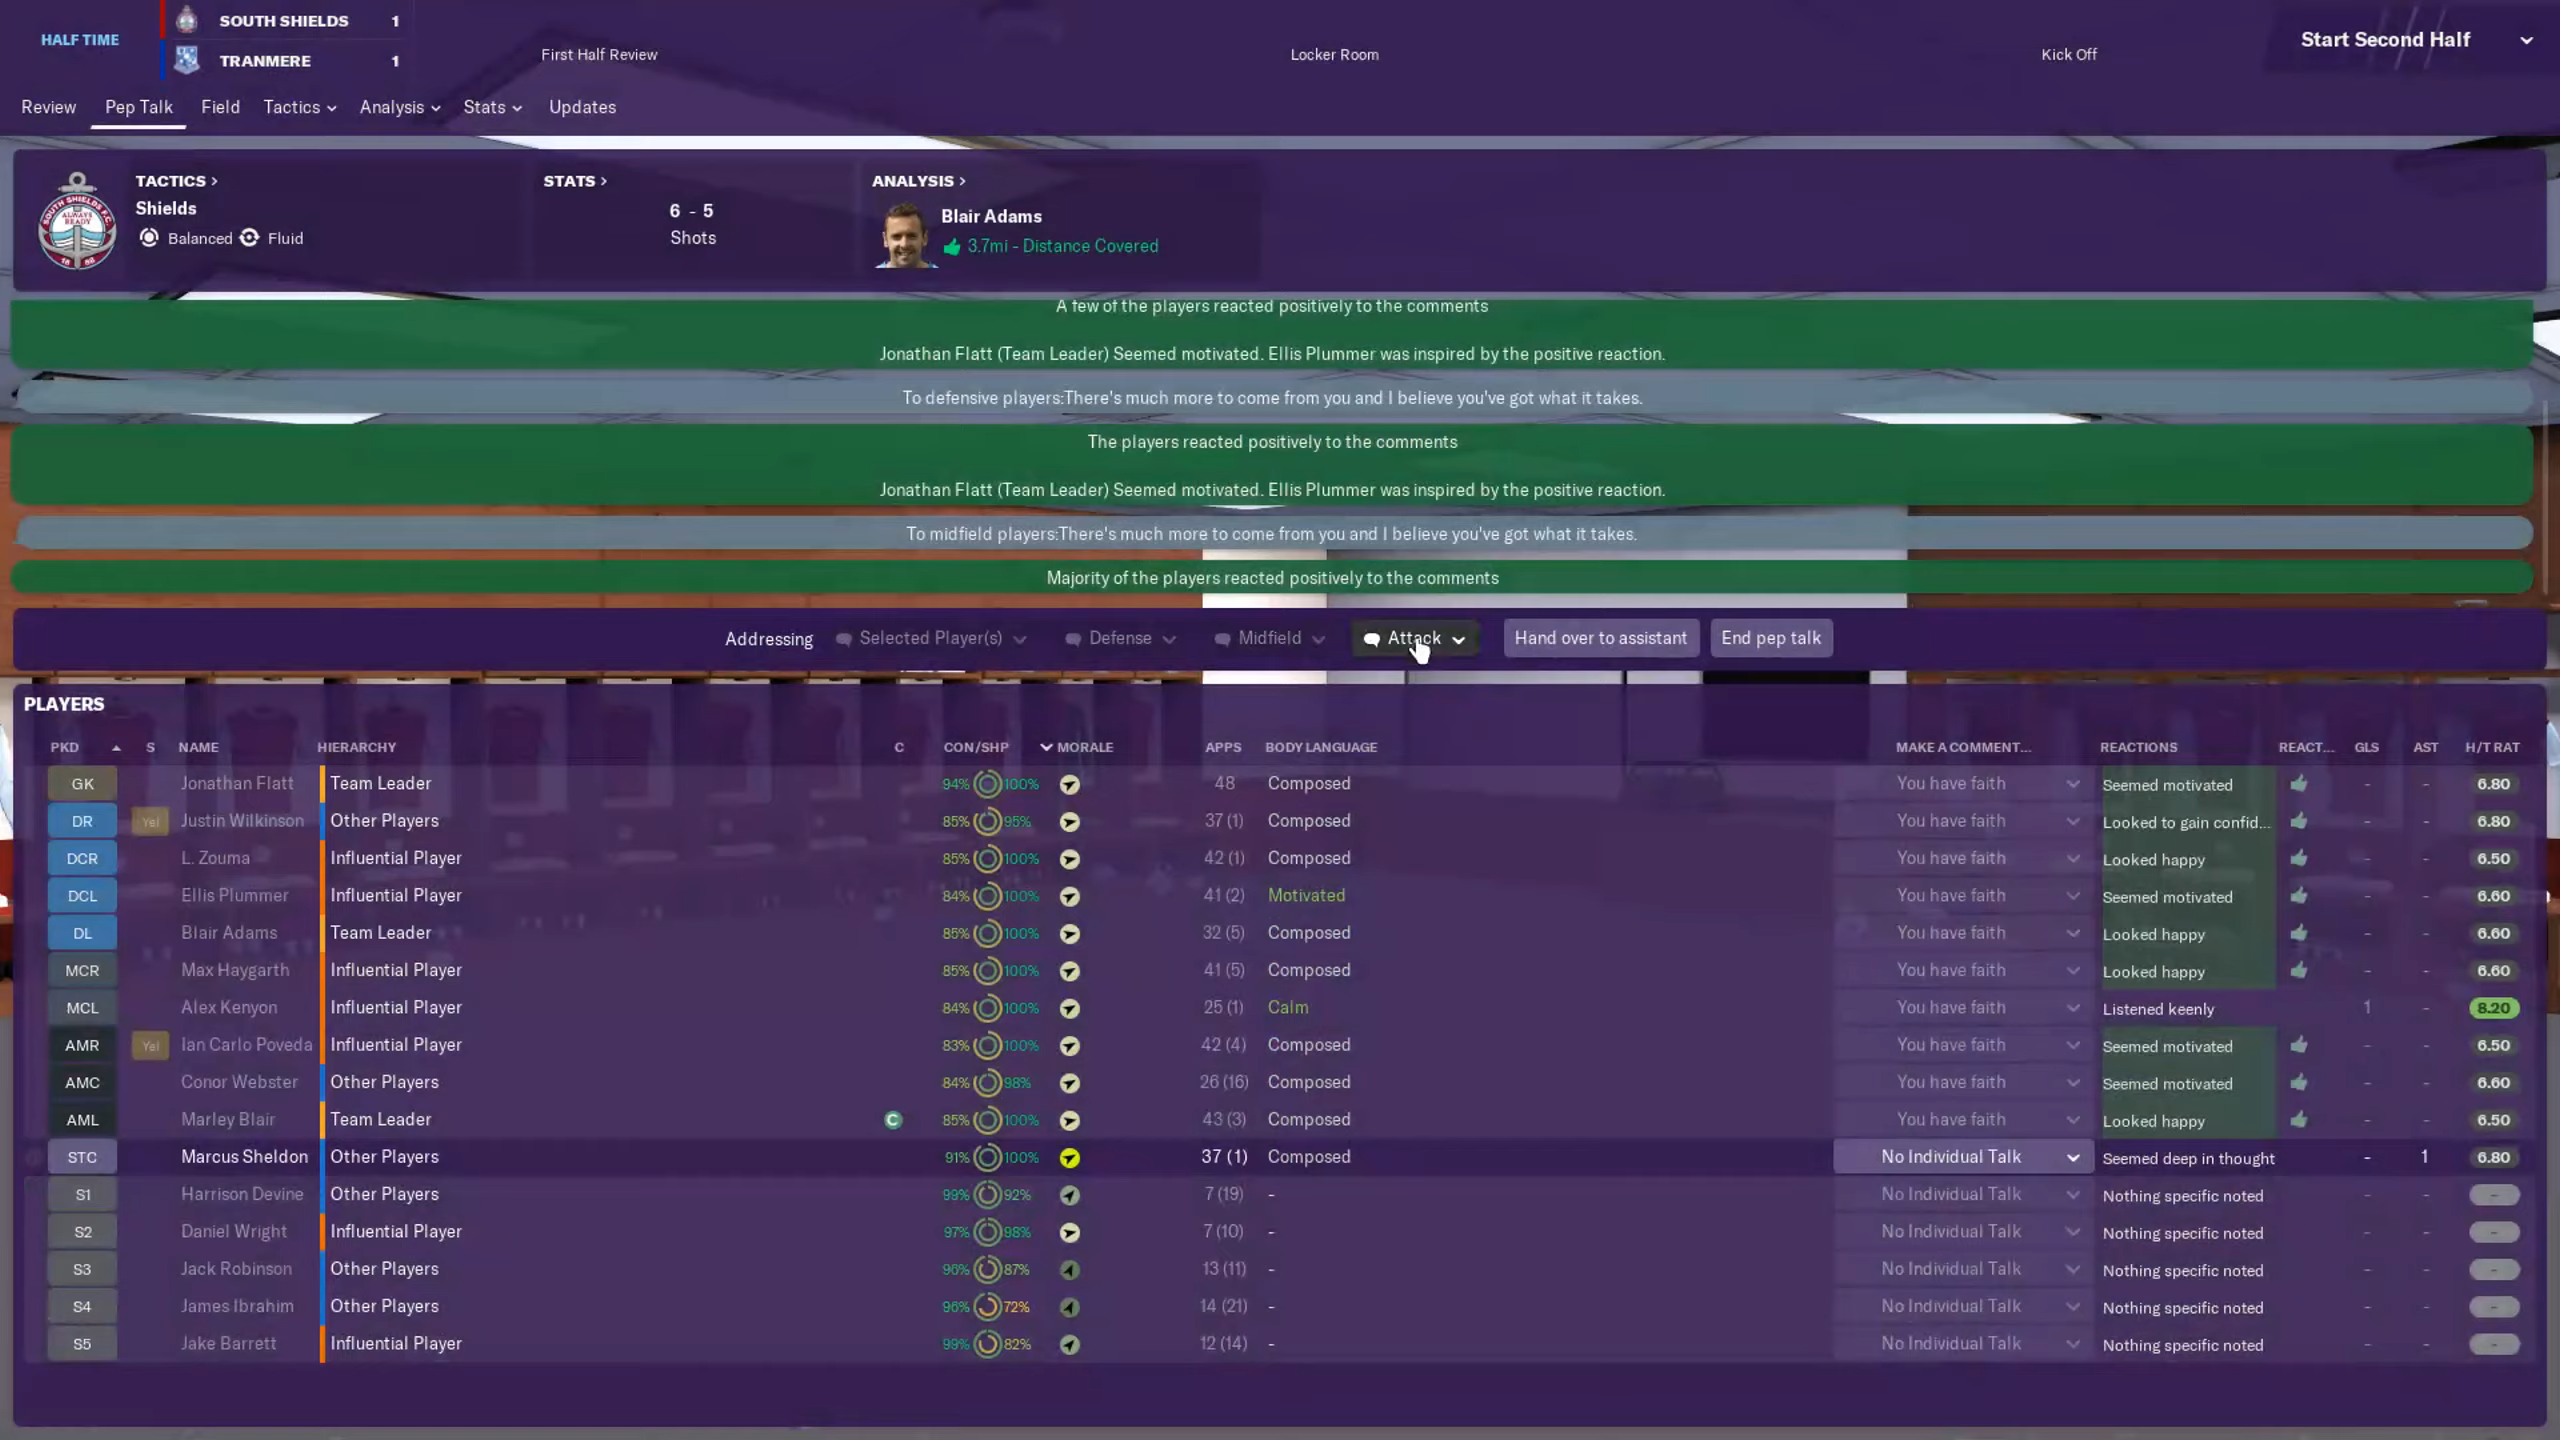 HALF TIME
SOUTH SHIELDS 1
TRANMERE 1
First Half Review
Locker Room
Kick Off
Start Second Half
Review
Pep Talk
Field
Tactics
Analysis
Stats
Updates
SOUTH SHIELDS F.C.
ALWAYS READY
TACTICS >
Shields
Balanced Fluid
STATS >
6 - 5
Shots
ANALYSIS >
Blair Adams
3.7mi - Distance Covered
A few of the players reacted positively to the comments
Jonathan Flatt (Team Leader) Seemed motivated. Ellis Plummer was inspired by the positive reaction.
To defensive players:There's much more to come from you and I believe you've got what it takes.
The players reacted positively to the comments
Jonathan Flatt (Team Leader) Seemed motivated. Ellis Plummer was inspired by the positive reaction.
To midfield players:There's much more to come from you and I believe you've got what it takes.
Majority of the players reacted positively to the comments
Addressing Selected Player(s) Defense Midfield Attack Hand over to assistant End pep talk
PLAYERS
PKD S NAME HIERARCHY C CON/SHP MORALE APPS BODY LANGUAGE MAKE A COMMENT... REACTIONS REACT... GLS AST H/T RAT
GK Jonathan Flatt Team Leader 94% 100% 48 Composed You have faith Seemed motivated - - 6.80
DR Yel Justin Wilkinson Other Players 85% 95% 37 (1) Composed You have faith Looked to gain confid... - - 6.80
DCR L. Zouma Influential Player 85% 100% 42 (1) Composed You have faith Looked happy - - 6.50
DCL Ellis Plummer Influential Player 84% 100% 41 (2) Motivated You have faith Seemed motivated - - 6.60
DL Blair Adams Team Leader 85% 100% 32 (5) Composed You have faith Looked happy - - 6.60
MCR Max Haygarth Influential Player 85% 100% 41 (5) Composed You have faith Looked happy - - 6.60
MCL Alex Kenyon Influential Player 84% 100% 25 (1) Calm You have faith Listened keenly 1 - 8.20
AMR Yel Ian Carlo Poveda Influential Player 83% 100% 42 (4) Composed You have faith Seemed motivated - - 6.50
AMC Conor Webster Other Players 84% 98% 26 (16) Composed You have faith Seemed motivated - - 6.60
AML Marley Blair Team Leader C 85% 100% 43 (3) Composed You have faith Looked happy - - 6.50
STC Marcus Sheldon Other Players 91% 100% 37 (1) Composed No Individual Talk Seemed deep in thought - 1 6.80
S1 Harrison Devine Other Players 99% 92% 7 (19) - No Individual Talk Nothing specific noted - - -
S2 Daniel Wright Influential Player 97% 98% 7 (10) - No Individual Talk Nothing specific noted - - -
S3 Jack Robinson Other Players 96% 87% 13 (11) - No Individual Talk Nothing specific noted - - -
S4 James Ibrahim Other Players 96% 72% 14 (21) - No Individual Talk Nothing specific noted - - -
S5 Jake Barrett Influential Player 99% 82% 12 (14) - No Individual Talk Nothing specific noted - - -